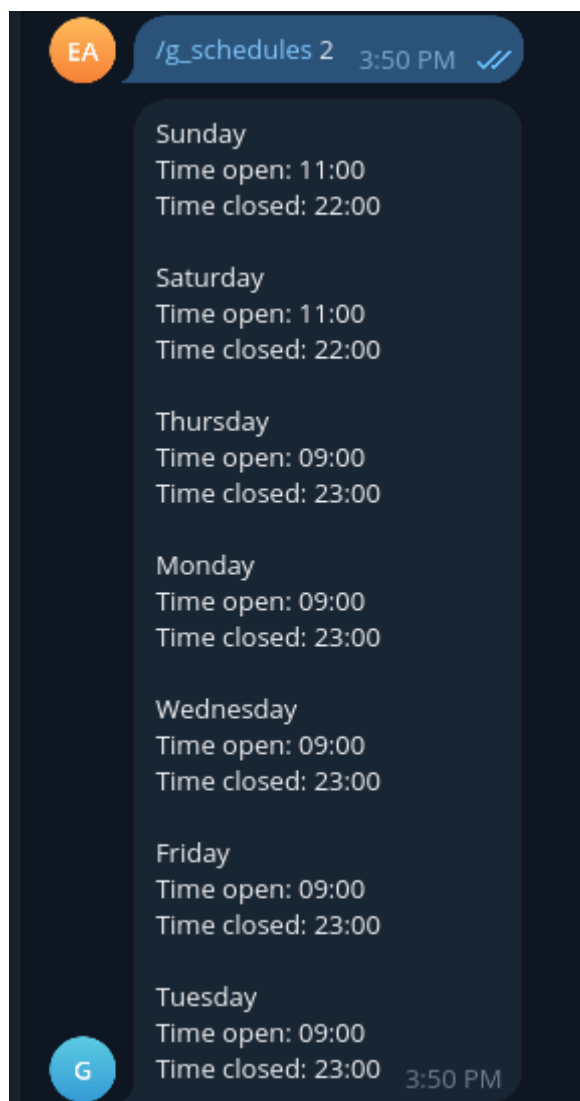 EA
/g_schedules 2 3:50 PM
Sunday
Time open: 11:00
Time closed: 22:00
Saturday
Time open: 11:00
Time closed: 22:00
Thursday
Time open: 09:00
Time closed: 23:00
Monday
Time open: 09:00
Time closed: 23:00
Wednesday
Time open: 09:00
Time closed: 23:00
Friday
Time open: 09:00
Time closed: 23:00
Tuesday
Time open: 09:00
Time closed: 23:00 3:50 PM
G